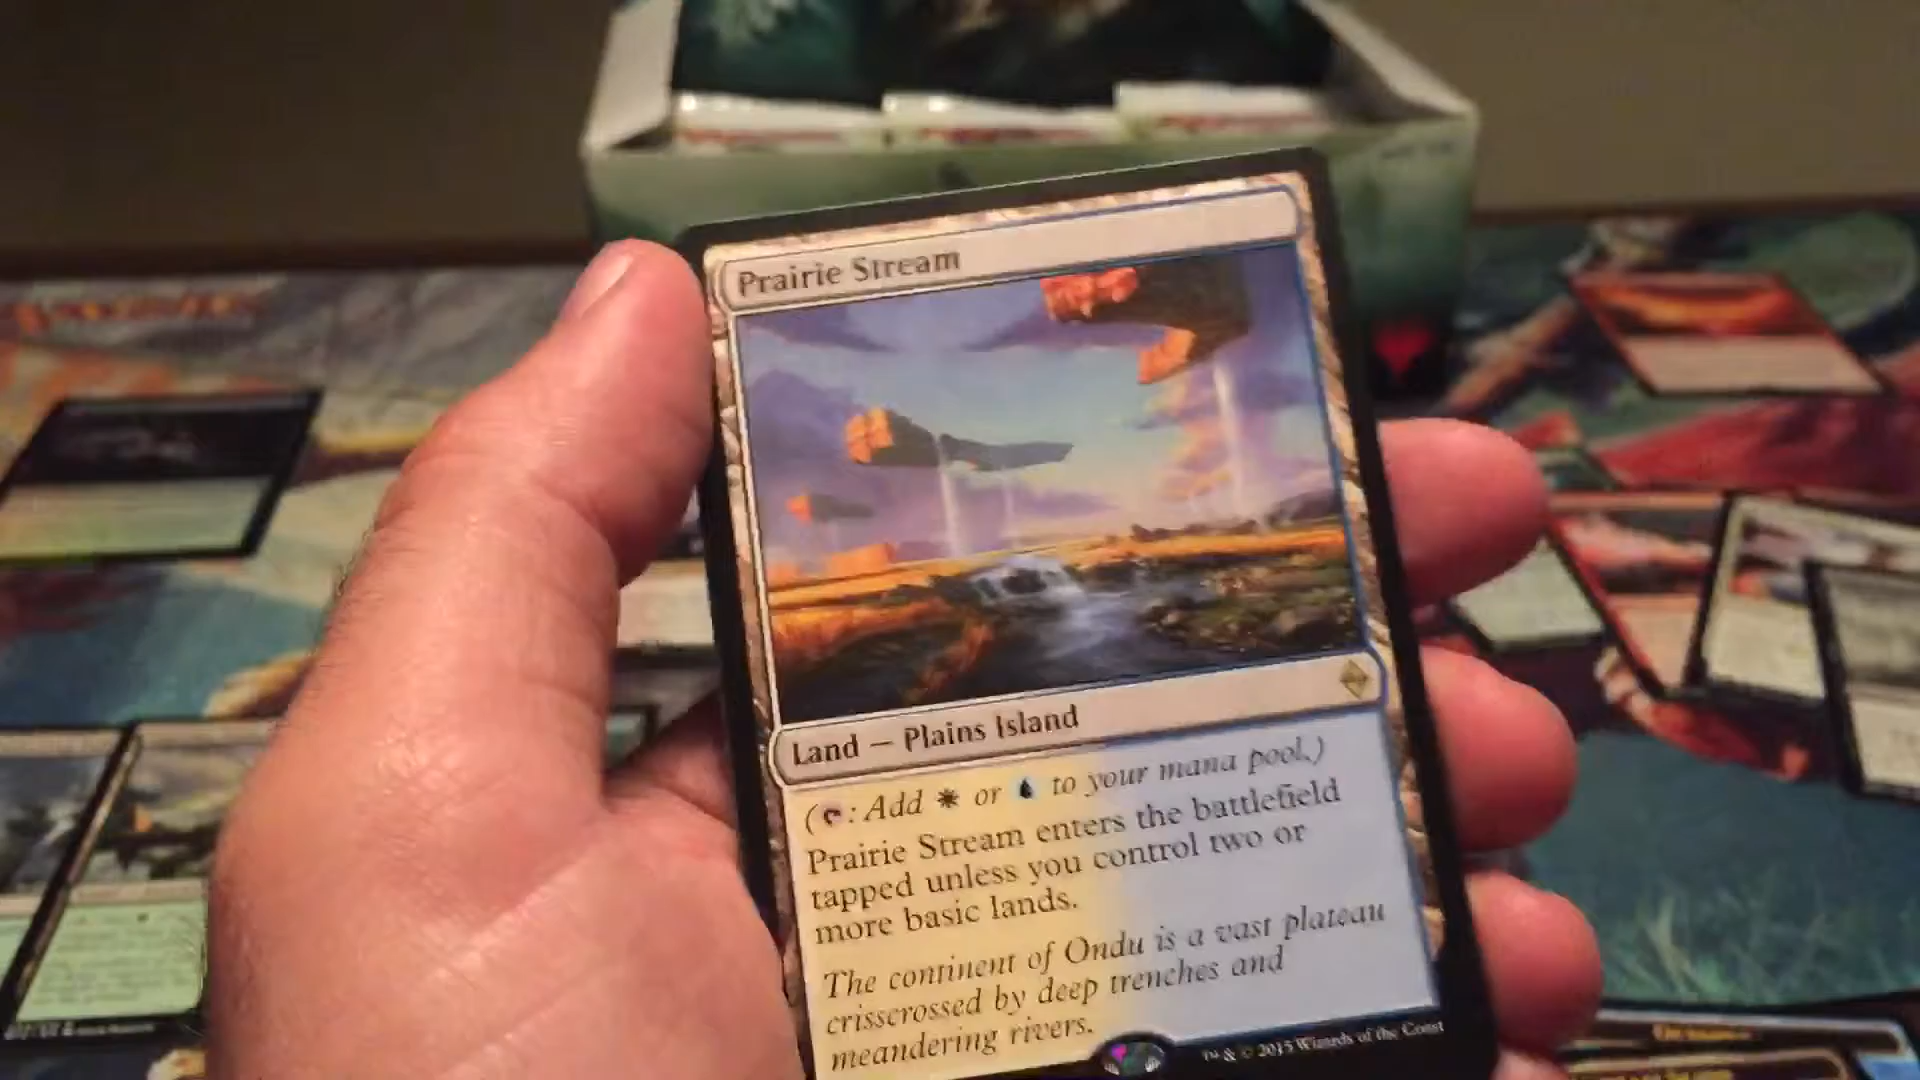 Prairie Stream
Land — Plains Island
(: Add or to your mana pool.)
Prairie Stream enters the battlefield
tapped unless you control two or
more basic lands.
The continent of Ondu is a vast plateau
crisscrossed by deep trenches and
meandering rivers.
™ & © 2015 Wizards of the Coast